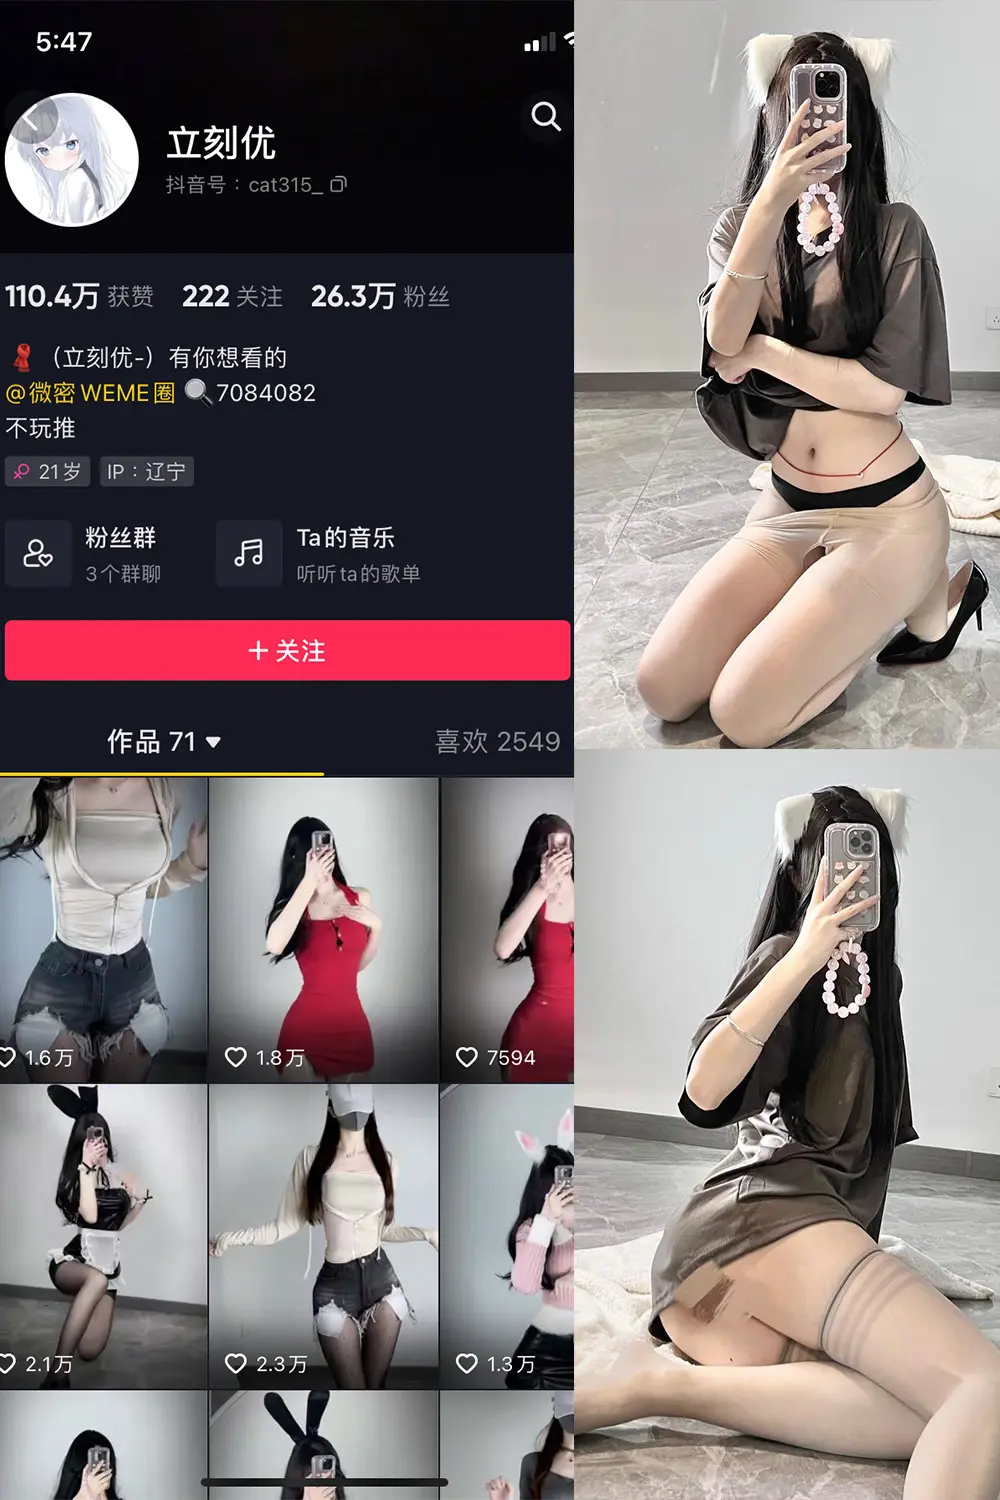 5:47
立刻优
抖音号：cat315_
110.4万 获赞 222 关注 26.3万 粉丝
（立刻优-）有你想看的
@微密 WEME圈 🔍7084082
不玩推
♀ 21岁 IP：辽宁
粉丝群
3个群聊
Ta的音乐
听听ta的歌单
+ 关注
作品 71 ▼ 喜欢 2549
1.6万 1.8万 7594
2.1万 2.3万 1.3万